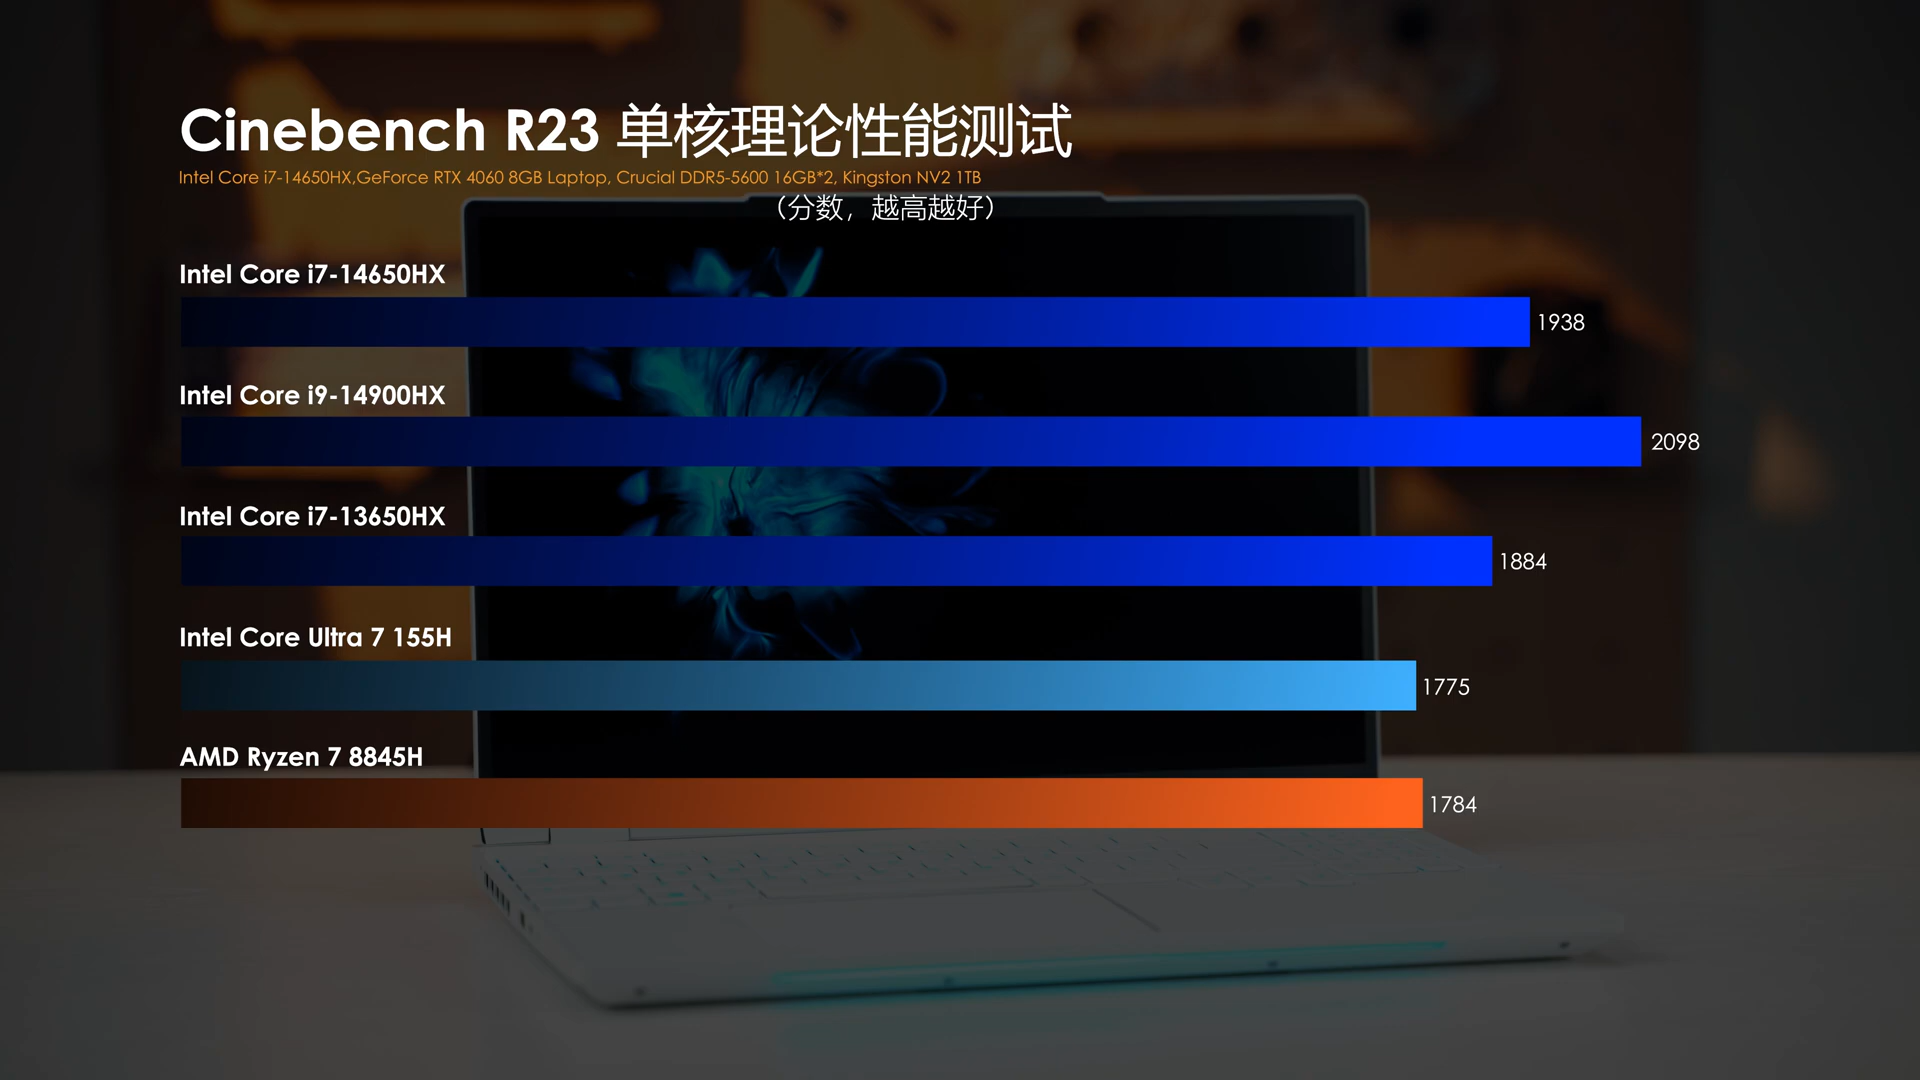 Cinebench R23 单核理论性能测试
Intel Core i7-14650HX,GeForce RTX 4060 8GB Laptop, Crucial DDR5-5600 16GB*2, Kingston NV2 1TB
（分数，越高越好）
Intel Core i7-14650HX
1938
Intel Core i9-14900HX
2098
Intel Core i7-13650HX
1884
Intel Core Ultra 7 155H
1775
AMD Ryzen 7 8845H
1784